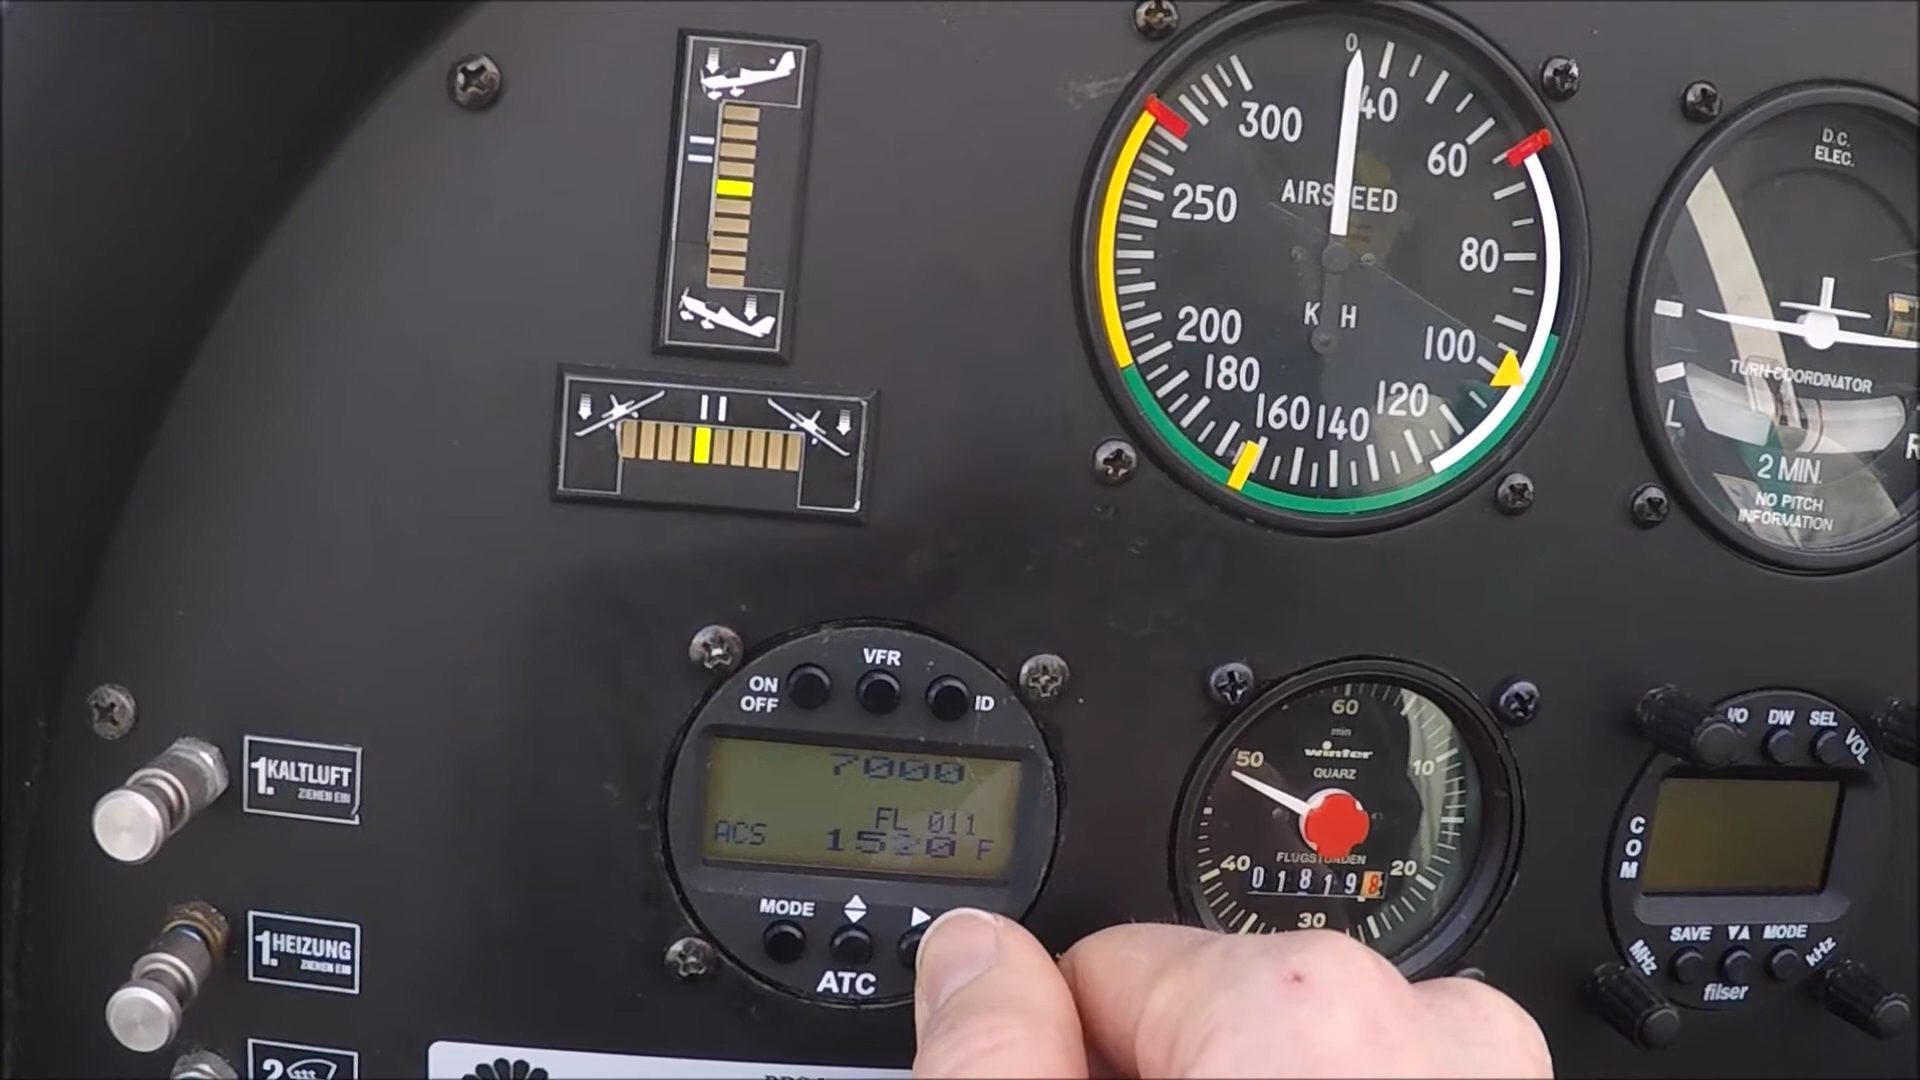 0
40
60
80
100
120
140
160
180
200
250
300
AIRSPEED
K H
D.C.
ELEC.
TURN COORDINATOR
L
R
2 MIN.
NO PITCH
INFORMATION
VFR
ON
OFF
ID
7000
FL 011
ACS 1520 F
MODE
ATC
60
min
winter
50
QUARZ
10
FLUGSTUNDEN
40
01819 8
20
30
DW SEL
VOL
COM
SAVE MODE
MHz
kHz
filser
1. KALTLUFT
ZIEHEN EIN
1. HEIZUNG
ZIEHEN EIN
2